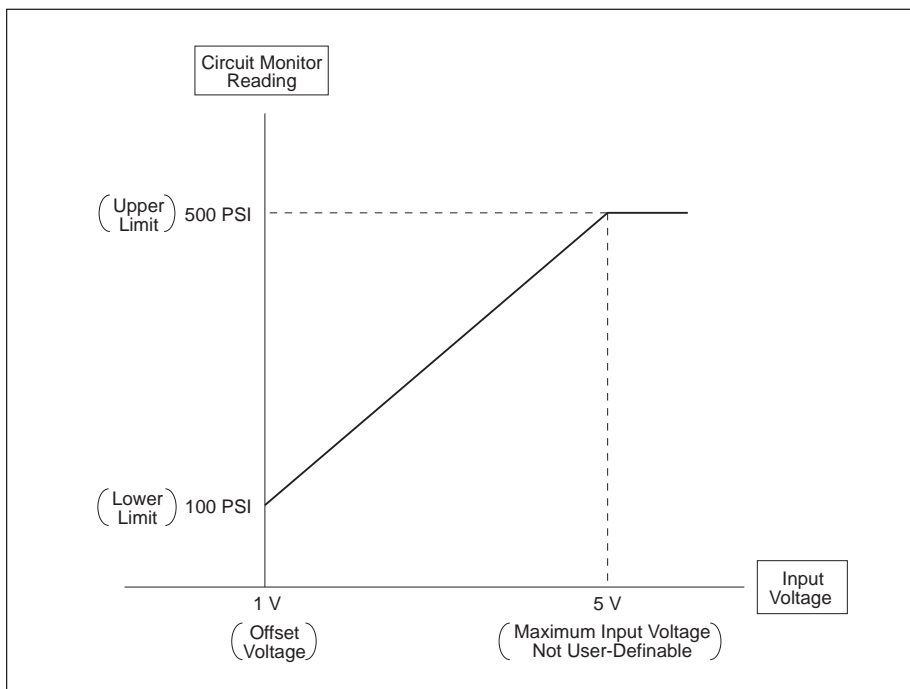 Circuit Monitor
Reading
(Upper
Limit) 500 PSI
(Lower
Limit) 100 PSI
1 V
(Offset
Voltage)
5 V
(Maximum Input Voltage
Not User-Definable)
Input
Voltage